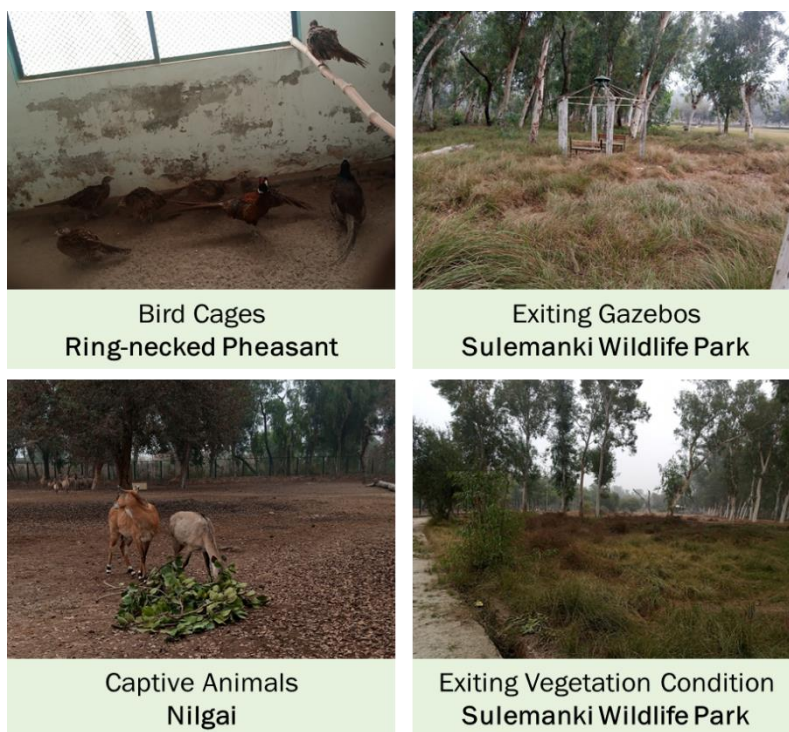 Bird Cages
Ring-necked Pheasant
Exiting Gazebos
Sulemanki Wildlife Park
Captive Animals
Nilgai
Exiting Vegetation Condition
Sulemanki Wildlife Park